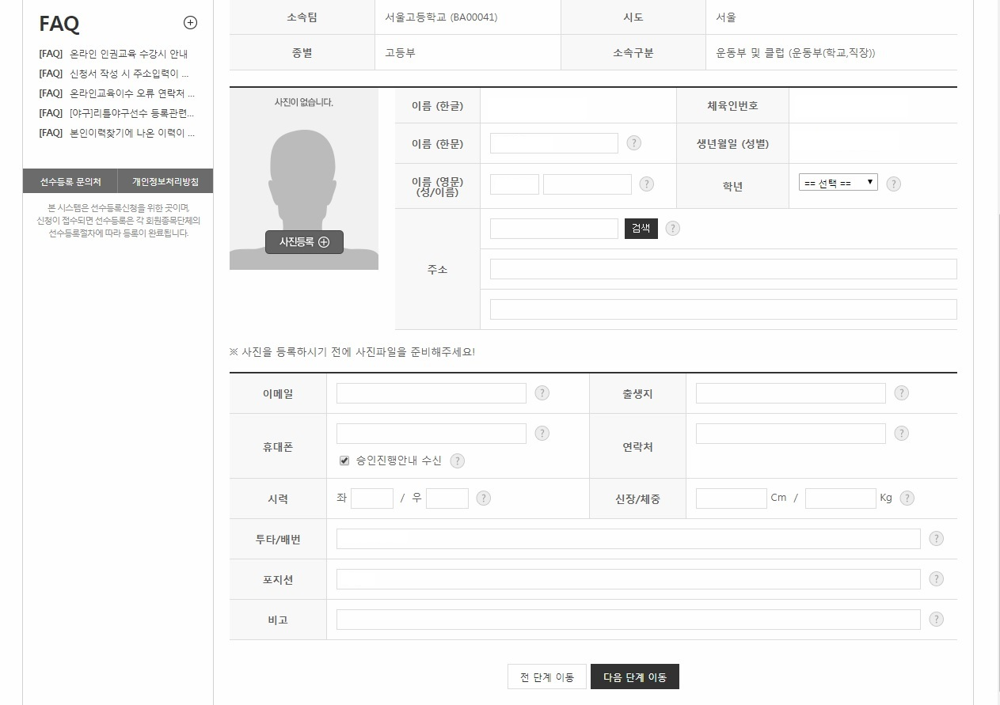 FAQ
[FAQ] 온라인 인권교육 수강시 안내
[FAQ] 신청서 작성 시 주소입력이 ...
[FAQ] 온라인교육이수 오류 연락처 ...
[FAQ] [야구]리틀야구선수 등록관련...
[FAQ] 본인이력찾기에 나온 이력이 ...
선수등록 문의처 개인정보처리방침
본 시스템은 선수등록신청을 위한 곳이며,
신청이 접수되면 선수등록은 각 회원종목단체의
선수등록절차에 따라 등록이 완료됩니다.
소속팀 서울고등학교 (BA00041) 시도 서울
종별 고등부 소속구분 운동부 및 클럽 (운동부(학교,직장))
사진이 없습니다.
사진등록
이름 (한글) 체육인번호
이름 (한문) ? 생년월일 (성별)
이름 (영문)
(성/이름) ? 학년 == 선택 == ?
주소 검색 ?
※ 사진을 등록하시기 전에 사진파일을 준비해주세요!
이메일 ? 출생지 ?
휴대폰 ? 연락처 ?
승인진행안내 수신 ?
시력 좌 / 우 ? 신장/체중 Cm / Kg ?
투타/배번 ?
포지션 ?
비고 ?
전 단계 이동 다음 단계 이동